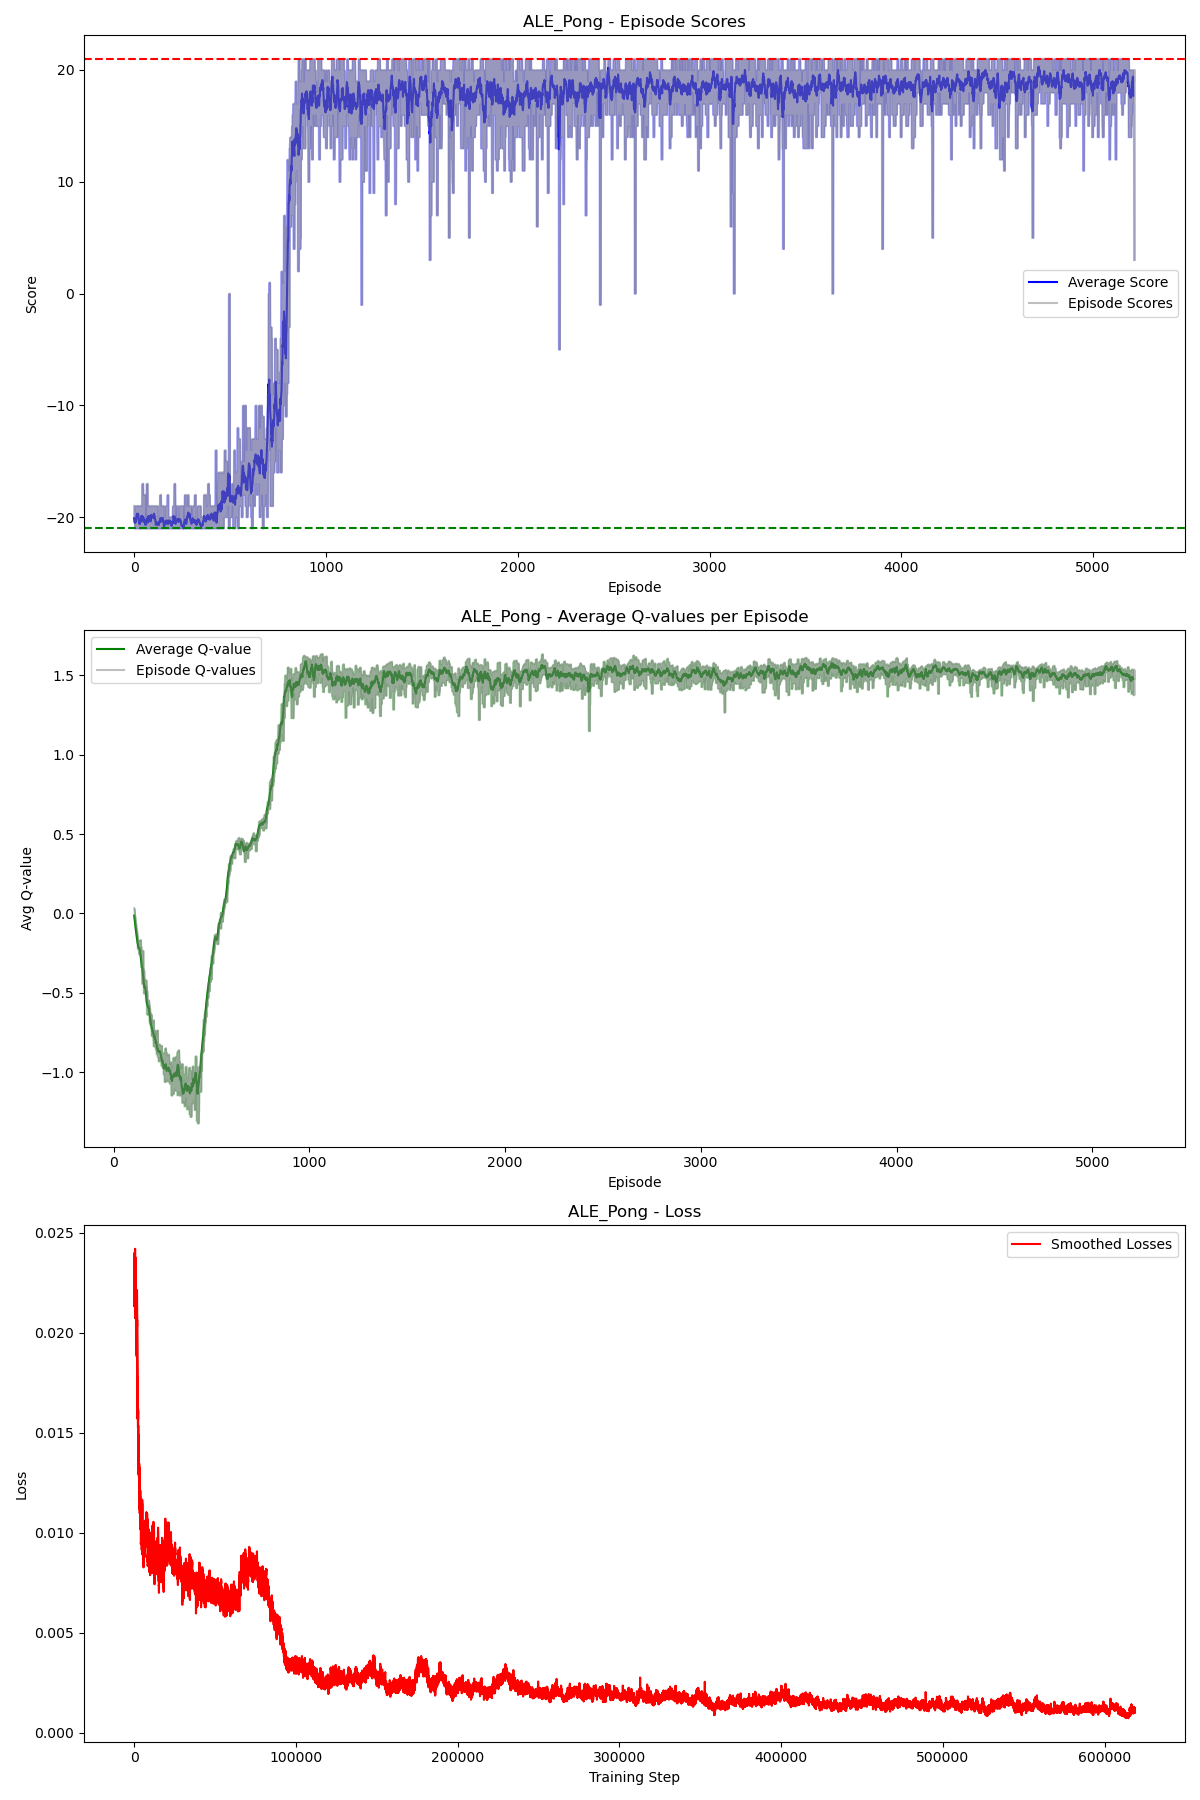 ALE_Pong - Episode Scores
20
10
0
−10
−20
Score
Average Score
Episode Scores
0 1000 2000 3000 4000 5000
Episode
ALE_Pong - Average Q-values per Episode
Average Q-value
Episode Q-values
1.5
1.0
0.5
0.0
−0.5
−1.0
Avg Q-value
0 1000 2000 3000 4000 5000
Episode
ALE_Pong - Loss
Smoothed Losses
0.025
0.020
0.015
0.010
0.005
0.000
Loss
0 100000 200000 300000 400000 500000 600000
Training Step